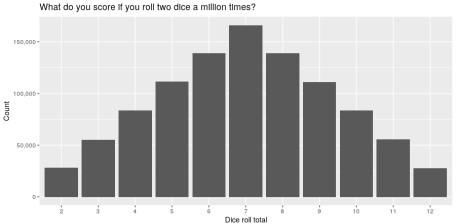 What do you score if you roll two dice a million times?
150,000
100,000
50,000
0
Count
2 3 4 5 6 7 8 9 10 11 12
Dice roll total